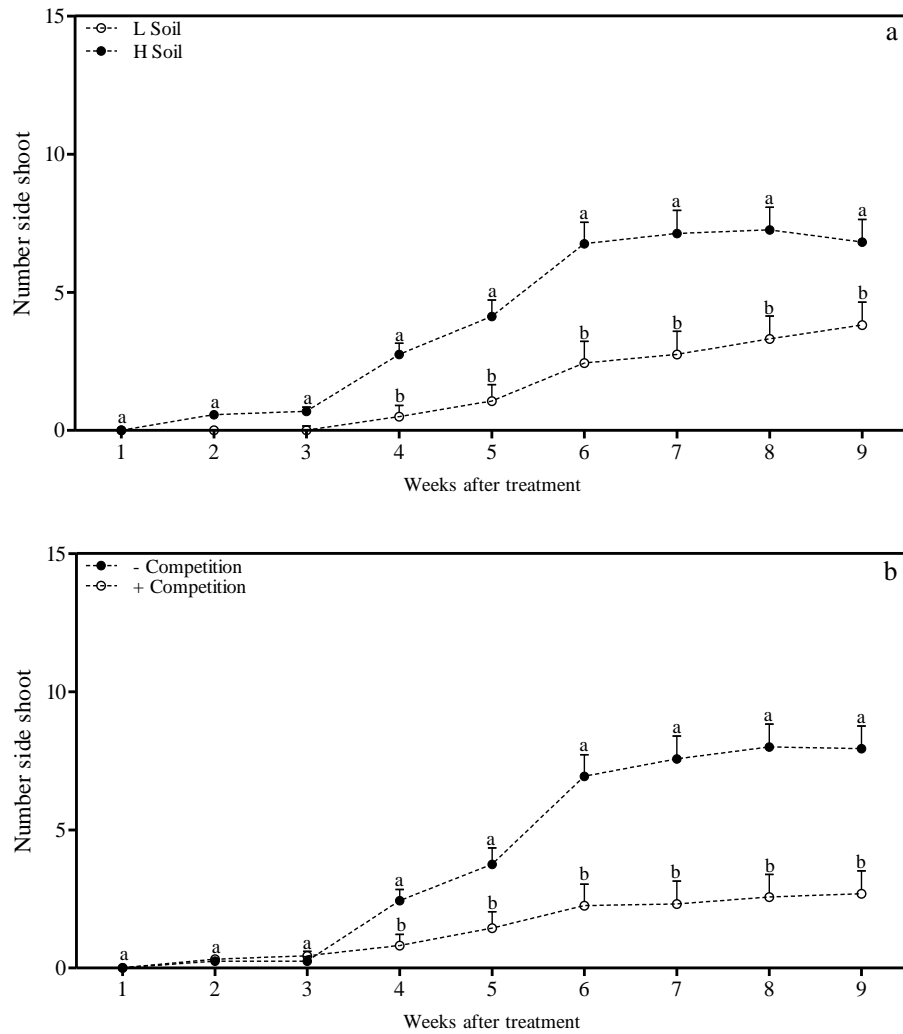 15
L Soil
H Soil
a
10
Number side shoot
a
a
a
a
a
a
5
a
b
b
b
b
a
a
a
b
b
0
1 2 3 4 5 6 7 8 9
Weeks after treatment
15
- Competition
+ Competition
b
10
Number side shoot
a
a
a
a
5
a
a
b
b
b
b
b
b
a
a
a
0
1 2 3 4 5 6 7 8 9
Weeks after treatment